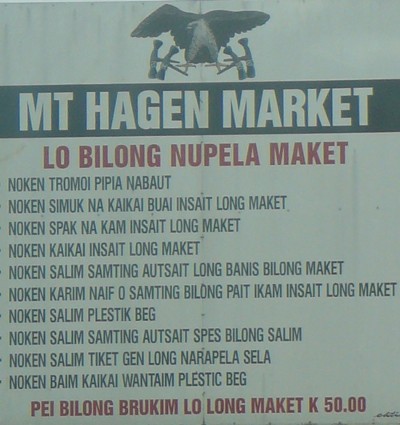 MT HAGEN MARKET
LO BILONG NUPELA MAKET
• NOKEN TROMOI PIPIA NABAUT
• NOKEN SIMUK NA KAIKAI BUAI INSAIT LONG MAKET
• NOKEN SPAK NA KAM INSAIT LONG MAKET
• NOKEN KAIKAI INSAIT LONG MAKET
• NOKEN SALIM SAMTING AUTSAIT LONG BANIS BILONG MAKET
• NOKEN KARIM NAIF O SAMTING BILONG PAIT IKAM INSAIT LONG MAKET
• NOKEN SALIM PLESTIK BEG
• NOKEN SALIM SAMTING AUTSAIT SPES BILONG SALIM
• NOKEN SALIM TIKET GEN LONG NARAPELA SELA
• NOKEN BAIM KAIKAI WANTAIM PLESTIC BEG
PEI BILONG BRUKIM LO LONG MAKET K 50.00